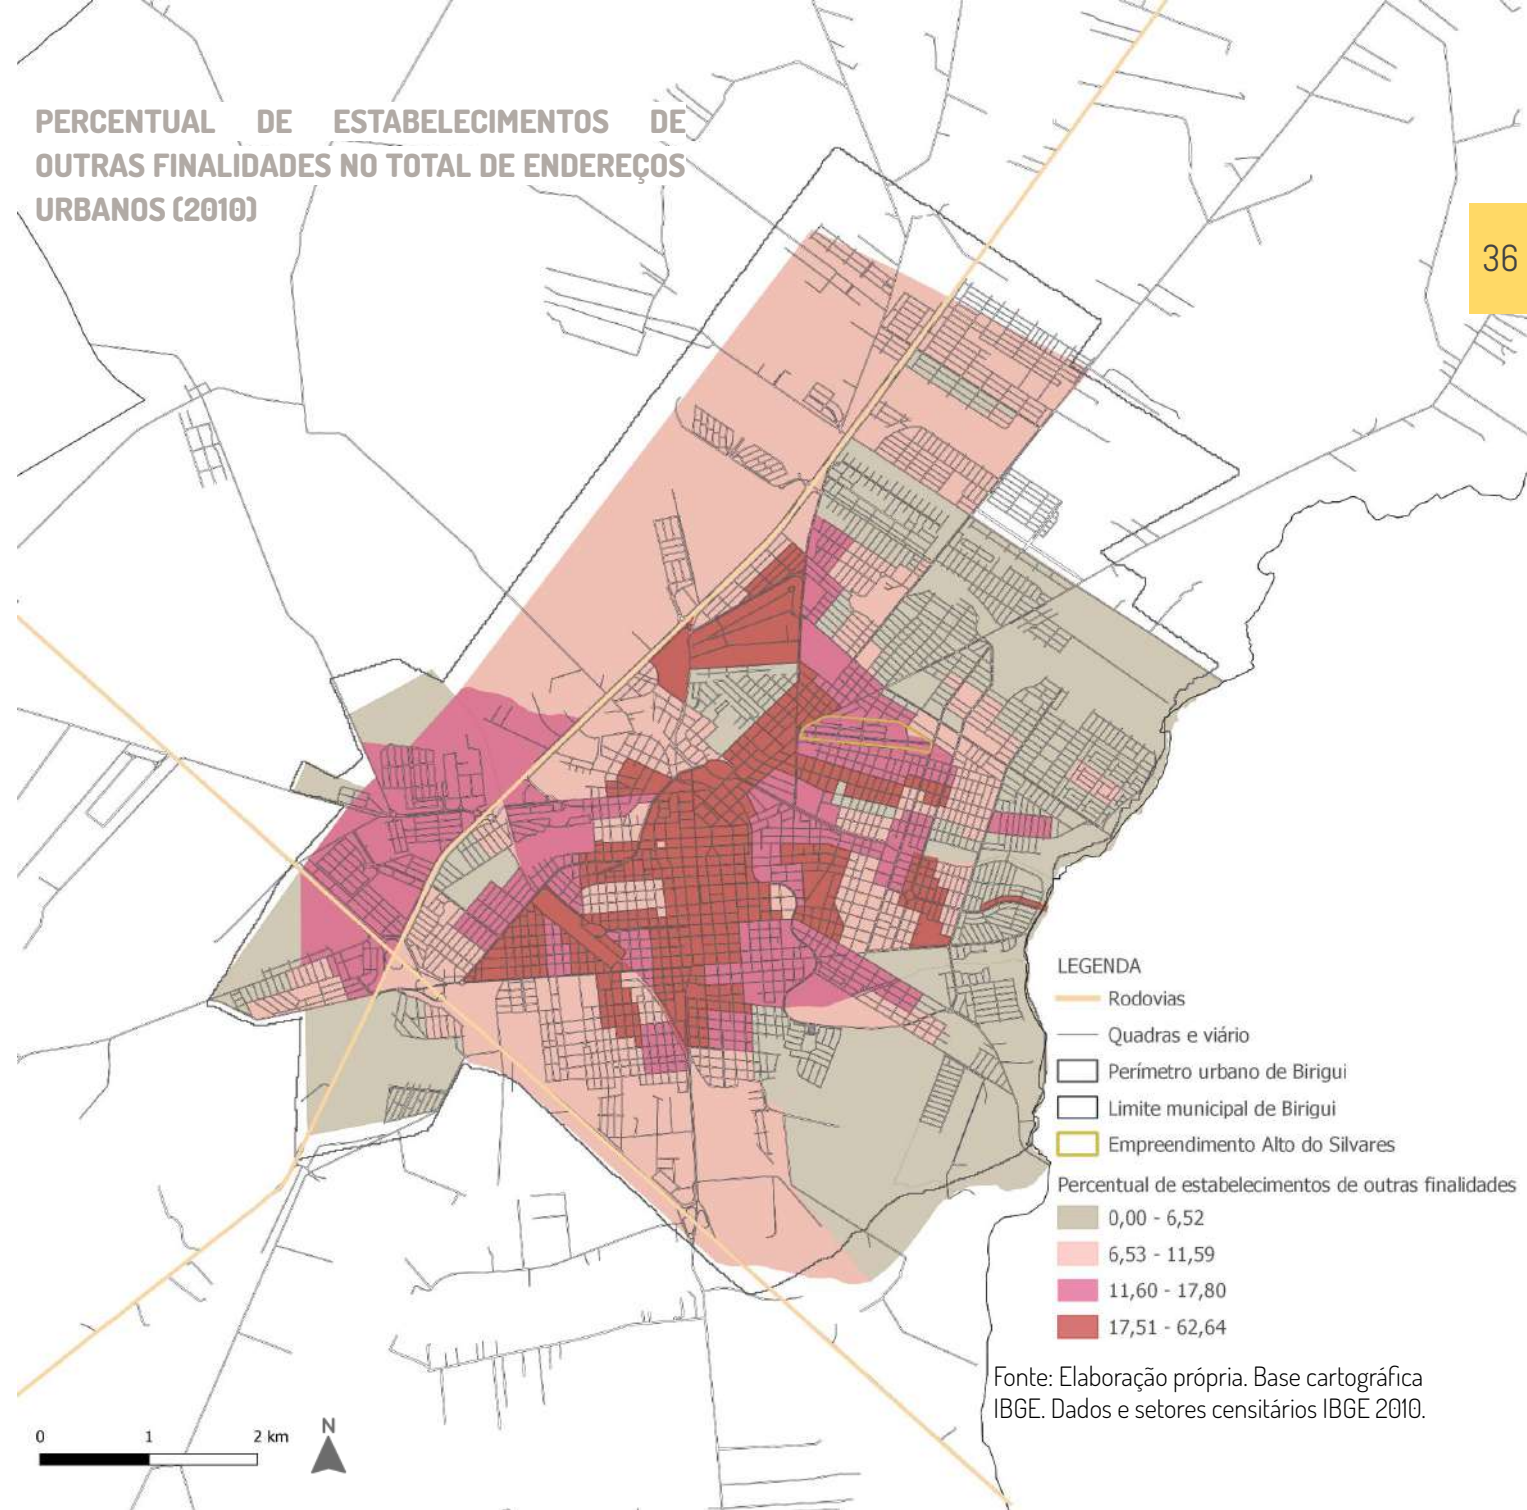 PERCENTUAL DE ESTABELECIMENTOS DE
OUTRAS FINALIDADES NO TOTAL DE ENDEREÇOS
URBANOS (2010)
36
LEGENDA
Rodovias
Quadras e viário
Perímetro urbano de Birigui
Limite municipal de Birigui
Empreendimento Alto do Silvares
Percentual de estabelecimentos de outras finalidades
0,00 - 6,52
6,53 - 11,59
11,60 - 17,80
17,51 - 62,64
Fonte: Elaboração própria. Base cartográfica
IBGE. Dados e setores censitários IBGE 2010.
0 1 2 km
N